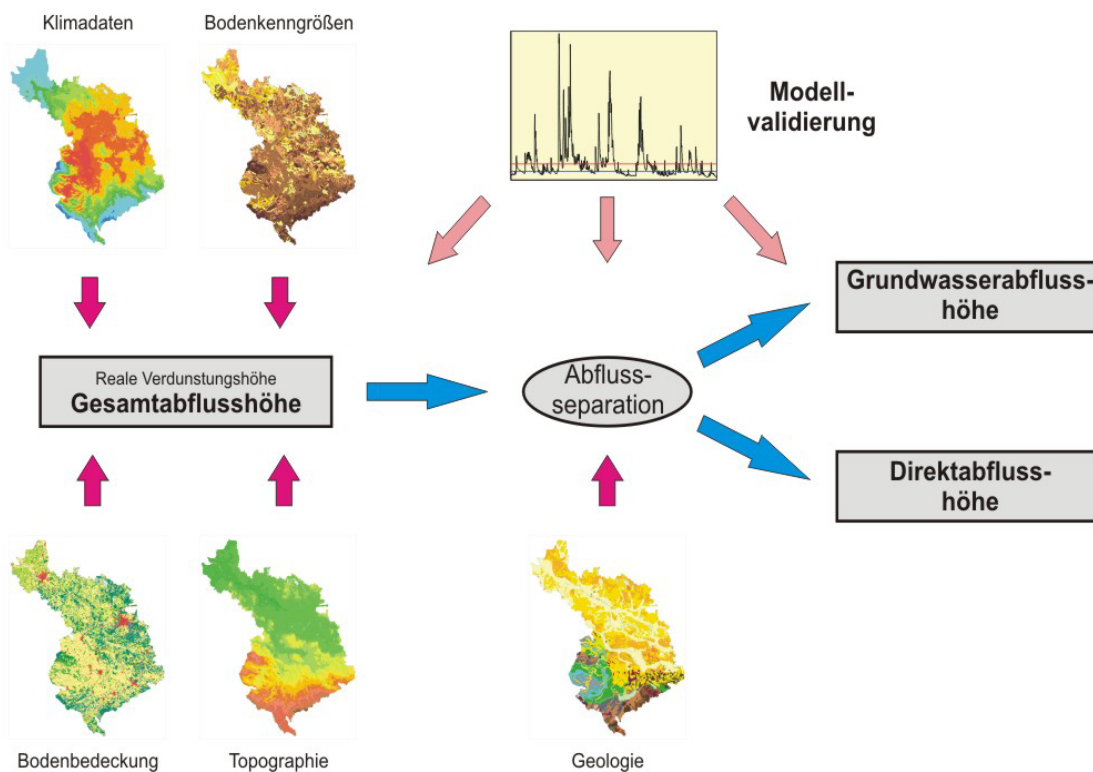 Klimadaten
Bodenkenngrößen
Modell-
validierung
Grundwasserabfluss-
höhe
Reale Verdunstungshöhe
Gesamtabflusshöhe
Abfluss-
separation
Direktabfluss-
höhe
Bodenbedeckung
Topographie
Geologie